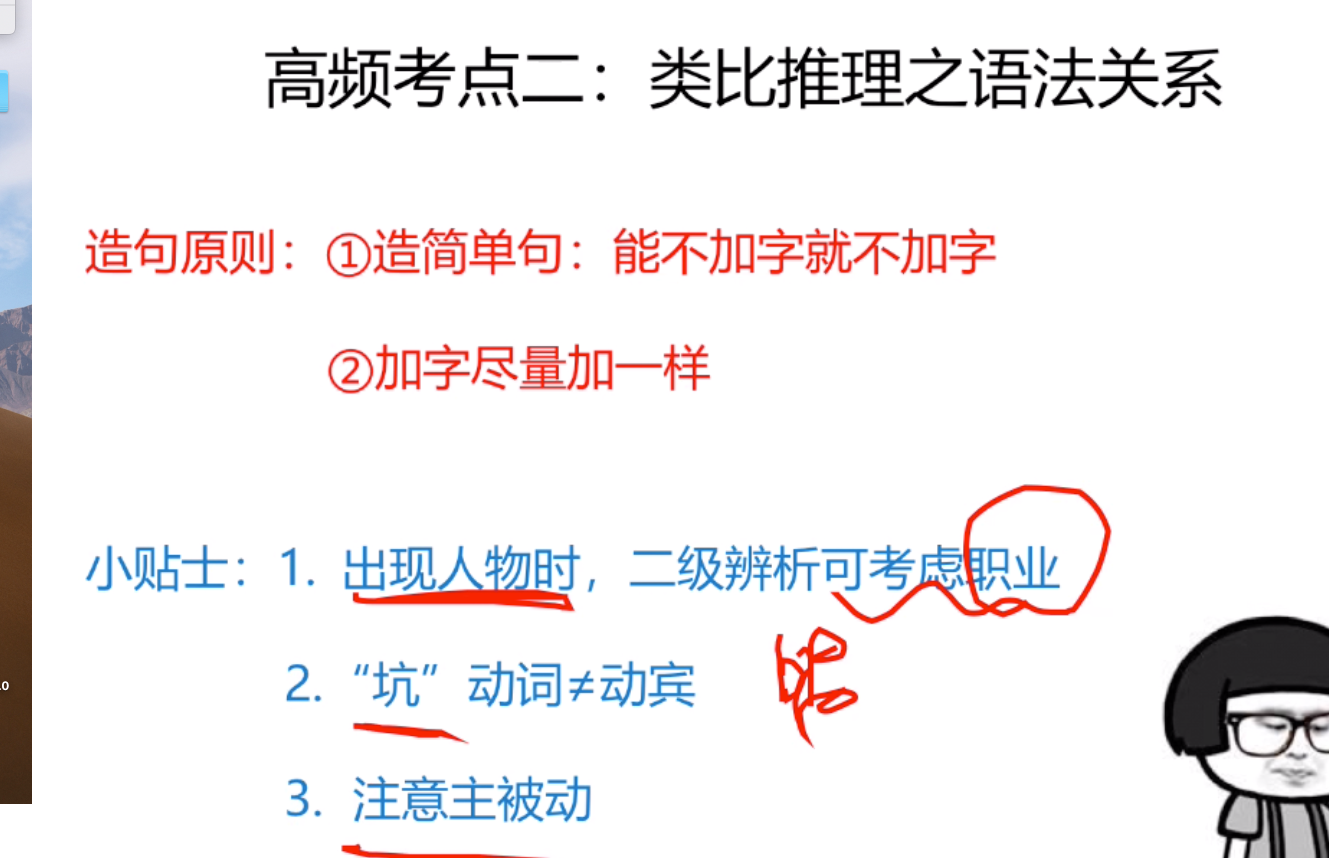 高频考点二：类比推理之语法关系
造句原则：①造简单句：能不加字就不加字
②加字尽量加一样
小贴士：1. 出现人物时，二级辨析可考虑职业
2. “坑”动词≠动宾
3. 注意主被动